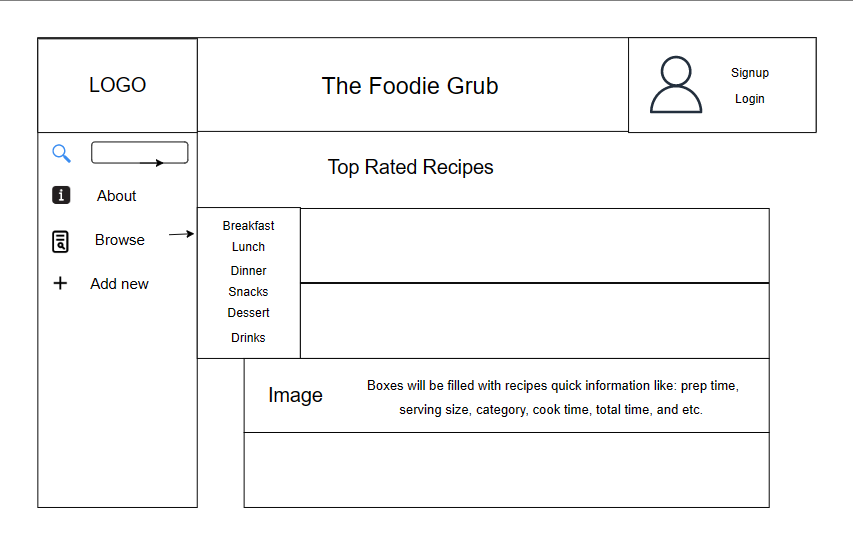 LOGO
The Foodie Grub
Signup
Login
Top Rated Recipes
About
Browse
Add new
Breakfast
Lunch
Dinner
Snacks
Dessert
Drinks
Image
Boxes will be filled with recipes quick information like: prep time,
serving size, category, cook time, total time, and etc.